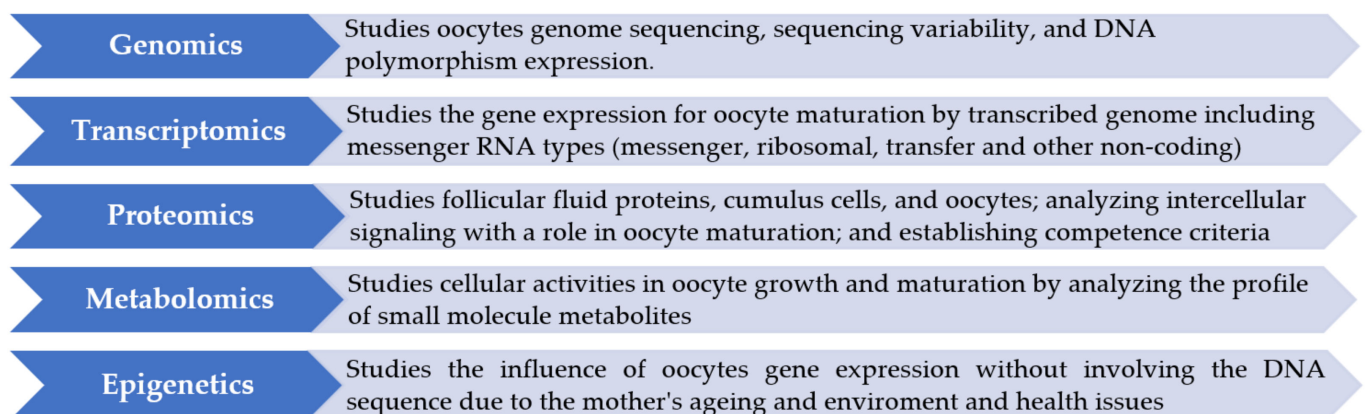 Genomics
Studies oocytes genome sequencing, sequencing variability, and DNA
polymorphism expression.
Transcriptomics
Studies the gene expression for oocyte maturation by transcribed genome including
messenger RNA types (messenger, ribosomal, transfer and other non-coding)
Proteomics
Studies follicular fluid proteins, cumulus cells, and oocytes; analyzing intercellular
signaling with a role in oocyte maturation; and establishing competence criteria
Metabolomics
Studies cellular activities in oocyte growth and maturation by analyzing the profile
of small molecule metabolites
Epigenetics
Studies the influence of oocytes gene expression without involving the DNA
sequence due to the mother's ageing and enviroment and health issues